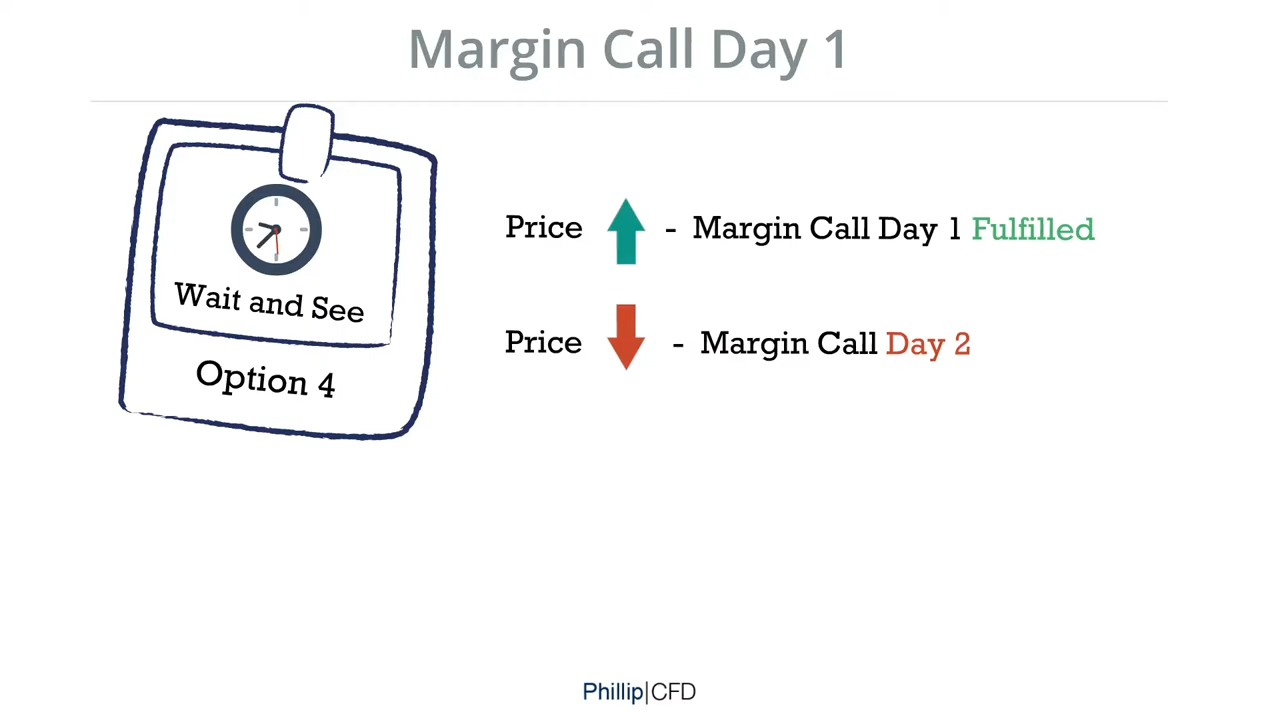 Margin Call Day 1
Wait and See
Option 4
Price - Margin Call Day 1 Fulfilled
Price - Margin Call Day 2
Phillip|CFD